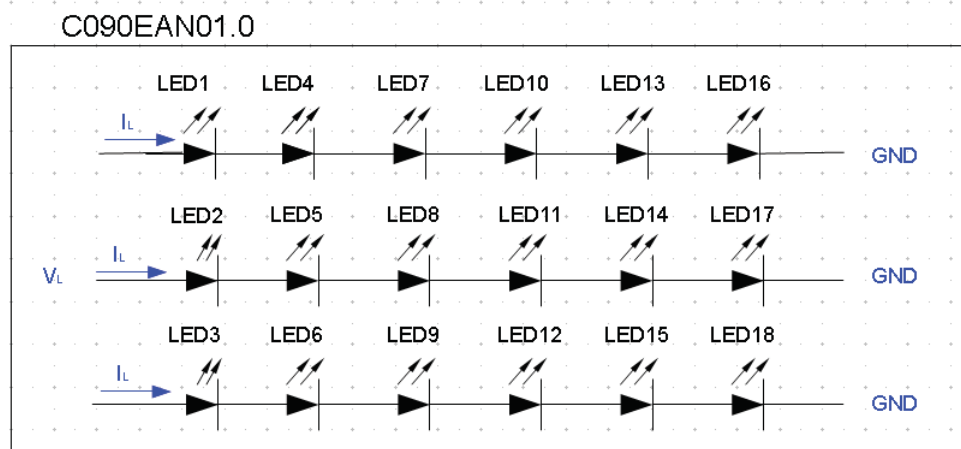 C090EAN01.0
LED1 LED4 LED7 LED10 LED13 LED16
IL
GND
LED2 LED5 LED8 LED11 LED14 LED17
IL
VL GND
LED3 LED6 LED9 LED12 LED15 LED18
IL
GND